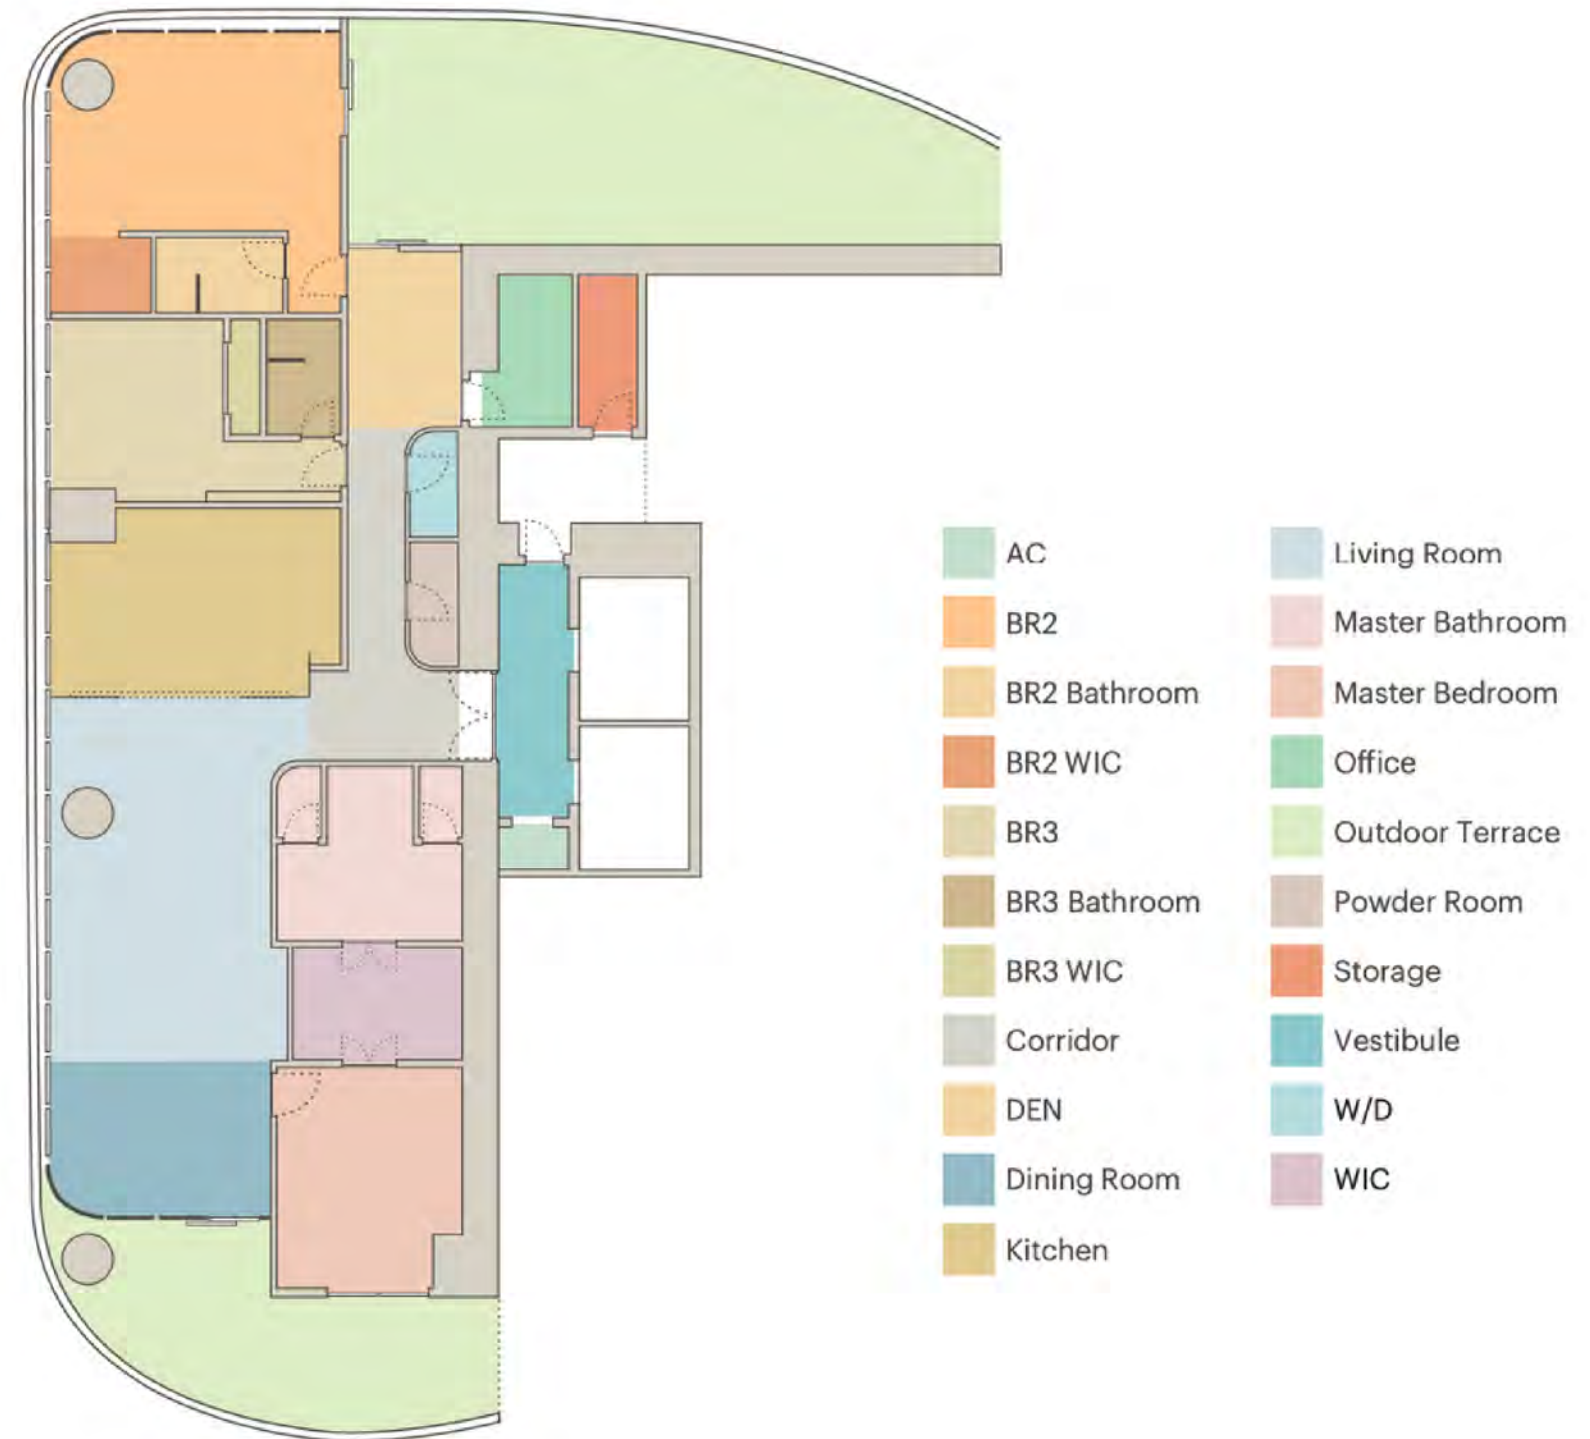 AC
BR2
BR2 Bathroom
BR2 WIC
BR3
BR3 Bathroom
BR3 WIC
Corridor
DEN
Dining Room
Kitchen
Living Room
Master Bathroom
Master Bedroom
Office
Outdoor Terrace
Powder Room
Storage
Vestibule
W/D
WIC